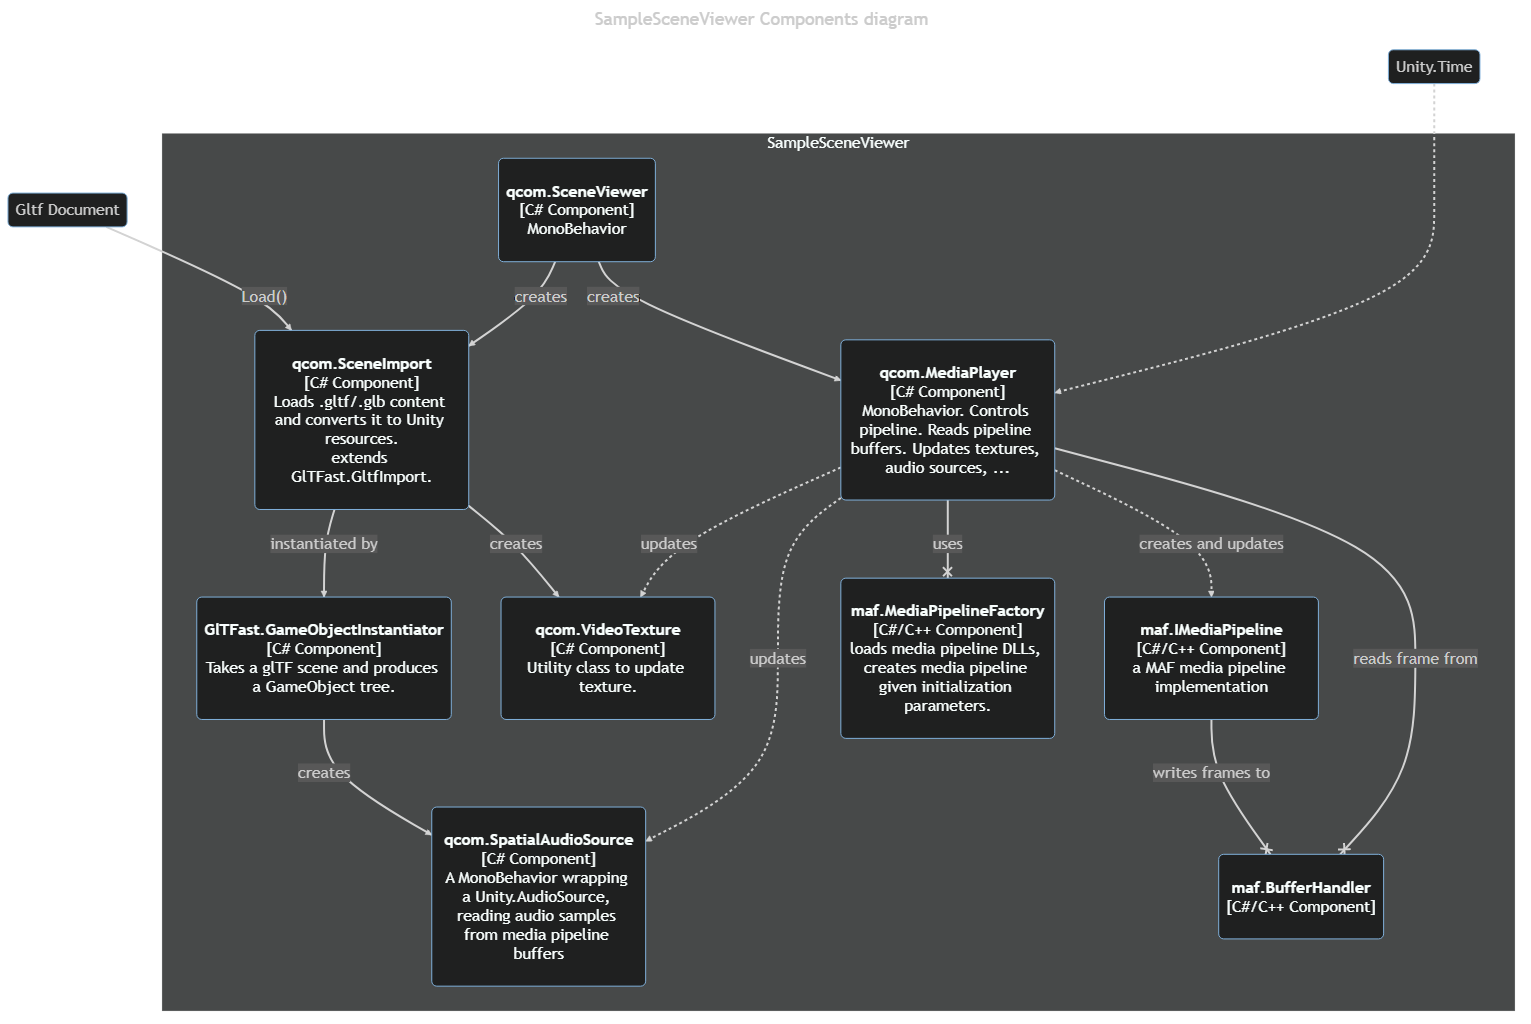 SampleSceneViewer Components diagram
Unity.Time
SampleSceneViewer
Gltf Document
qcom.SceneViewer
[C# Component]
MonoBehavior
Load()
creates
creates
qcom.SceneImport
[C# Component]
Loads .gltf/.glb content
and converts it to Unity
resources.
extends
GlTFast.GltfImport.
qcom.MediaPlayer
[C# Component]
MonoBehavior. Controls
pipeline. Reads pipeline
buffers. Updates textures,
audio sources, ...
instantiated by
creates
updates
uses
creates and updates
GlTFast.GameObjectInstantiator
[C# Component]
Takes a glTF scene and produces
a GameObject tree.
qcom.VideoTexture
[C# Component]
Utility class to update
texture.
updates
maf.MediaPipelineFactory
[C#/C++ Component]
loads media pipeline DLLs,
creates media pipeline
given initialization
parameters.
maf.IMediaPipeline
[C#/C++ Component]
a MAF media pipeline
implementation
reads frame from
creates
writes frames to
qcom.SpatialAudioSource
[C# Component]
A MonoBehavior wrapping
a Unity.AudioSource,
reading audio samples
from media pipeline
buffers
maf.BufferHandler
[C#/C++ Component]